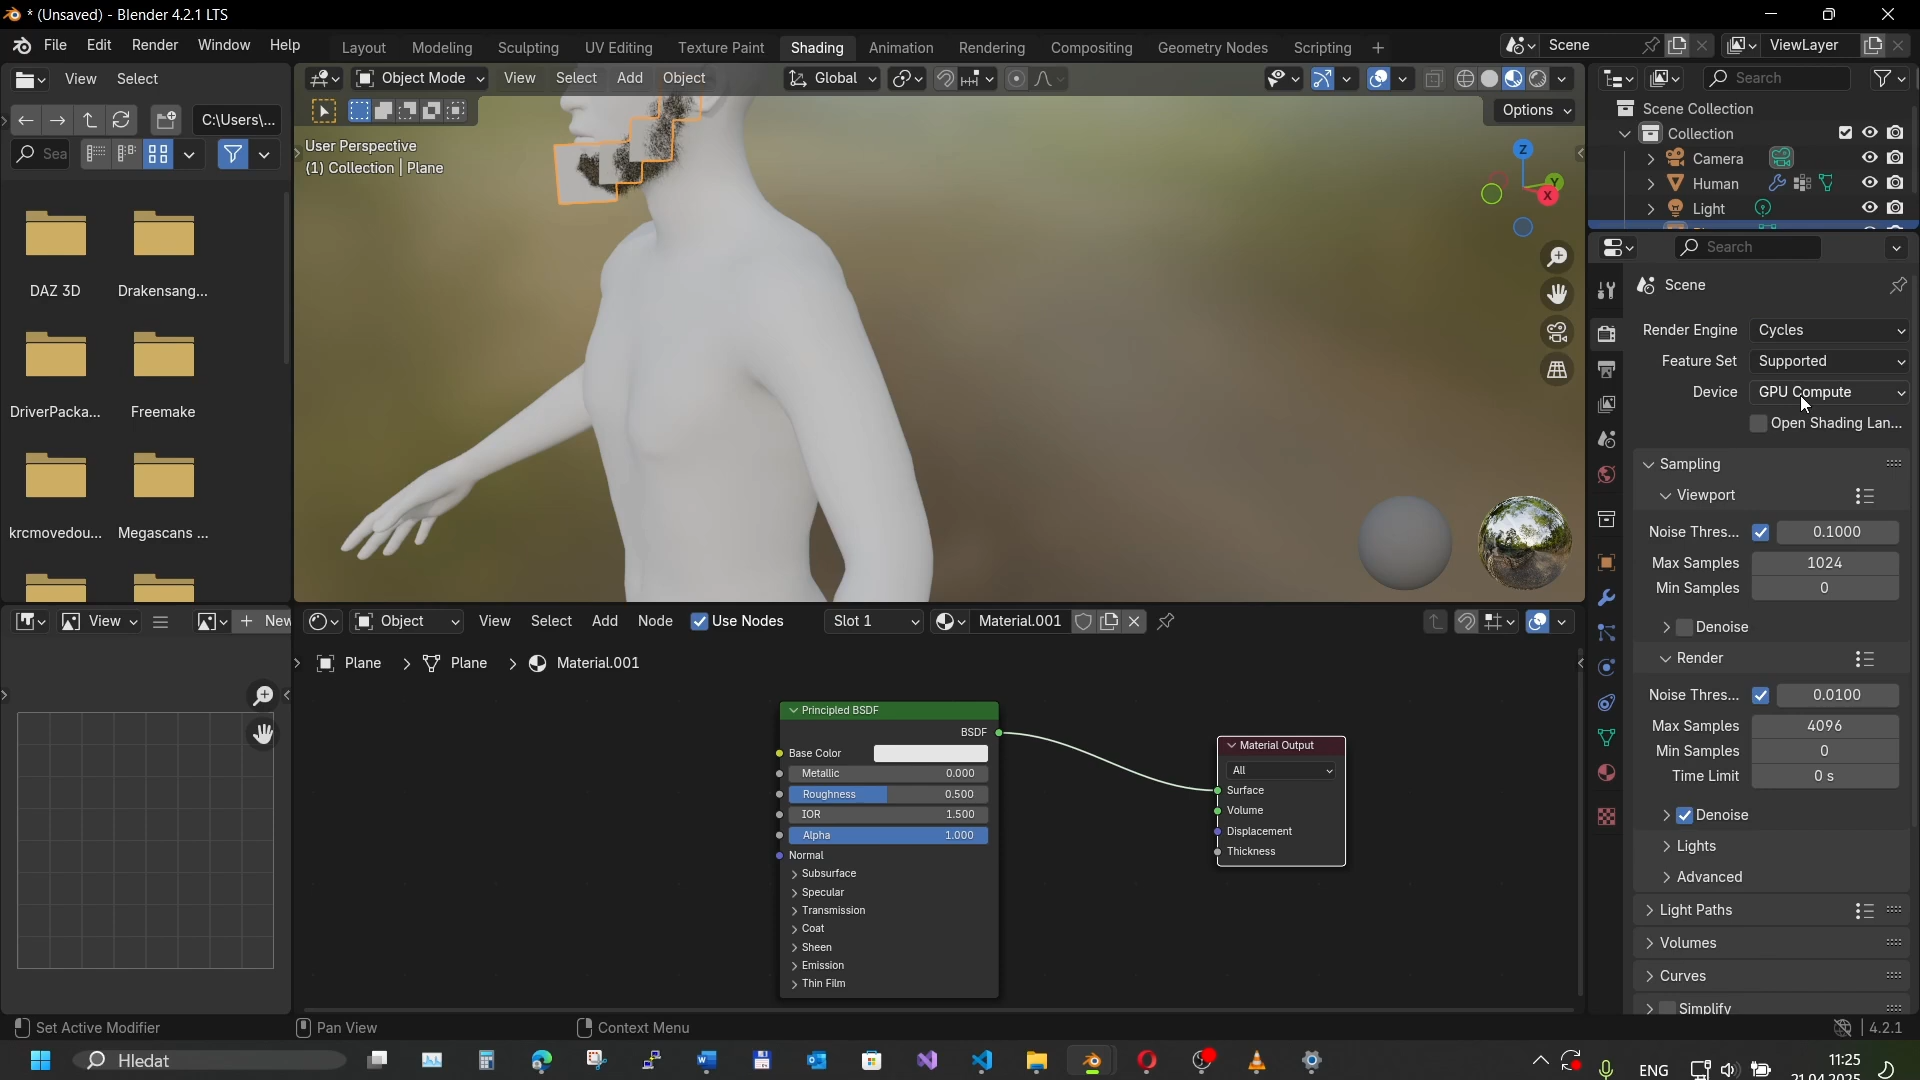 * (Unsaved) - Blender 4.2.1 LTS
File Edit Render Window Help Layout Modeling Sculpting UV Editing Texture Paint Shading Animation Rendering Compositing Geometry Nodes Scripting + Scene ViewLayer
View Select
Object Mode View Select Add Object Global
Search
C:\Users\...
Options
Sea
User Perspective
(1) Collection | Plane
Z
Y
X
Scene Collection
Collection
Camera
Human
Light
Search
DAZ 3D Drakensang...
DriverPacka... Freemake
krcmovedou... Megascans ...
Scene
Render Engine Cycles
Feature Set Supported
Device GPU Compute
Open Shading Lan...
Sampling
Viewport
Noise Thres... 0.1000
Max Samples 1024
Min Samples 0
Denoise
Render
Noise Thres... 0.0100
Max Samples 4096
Min Samples 0
Time Limit 0 s
Denoise
Lights
Advanced
Light Paths
Volumes
Curves
Simplify
View + New
Object View Select Add Node Use Nodes Slot 1 Material.001
Plane > Plane > Material.001
Principled BSDF
BSDF
Base Color
Metallic 0.000
Roughness 0.500
IOR 1.500
Alpha 1.000
Normal
Subsurface
Specular
Transmission
Coat
Sheen
Emission
Thin Film
Material Output
All
Surface
Volume
Displacement
Thickness
Set Active Modifier Pan View Context Menu 4.2.1
Hledat
ENG
11:25
21.04.2025